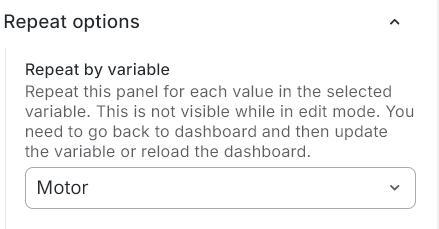 Repeat options
Repeat by variable
Repeat this panel for each value in the selected
variable. This is not visible while in edit mode. You
need to go back to dashboard and then update
the variable or reload the dashboard.
Motor